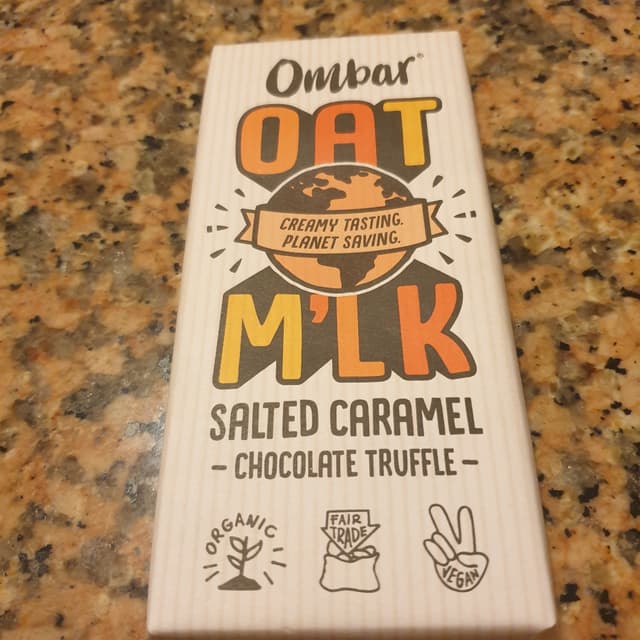 Ombar®
OAT
CREAMY TASTING.
PLANET SAVING.
M'LK
SALTED CARAMEL
- CHOCOLATE TRUFFLE -
ORGANIC
FAIR
TRADE
VEGAN